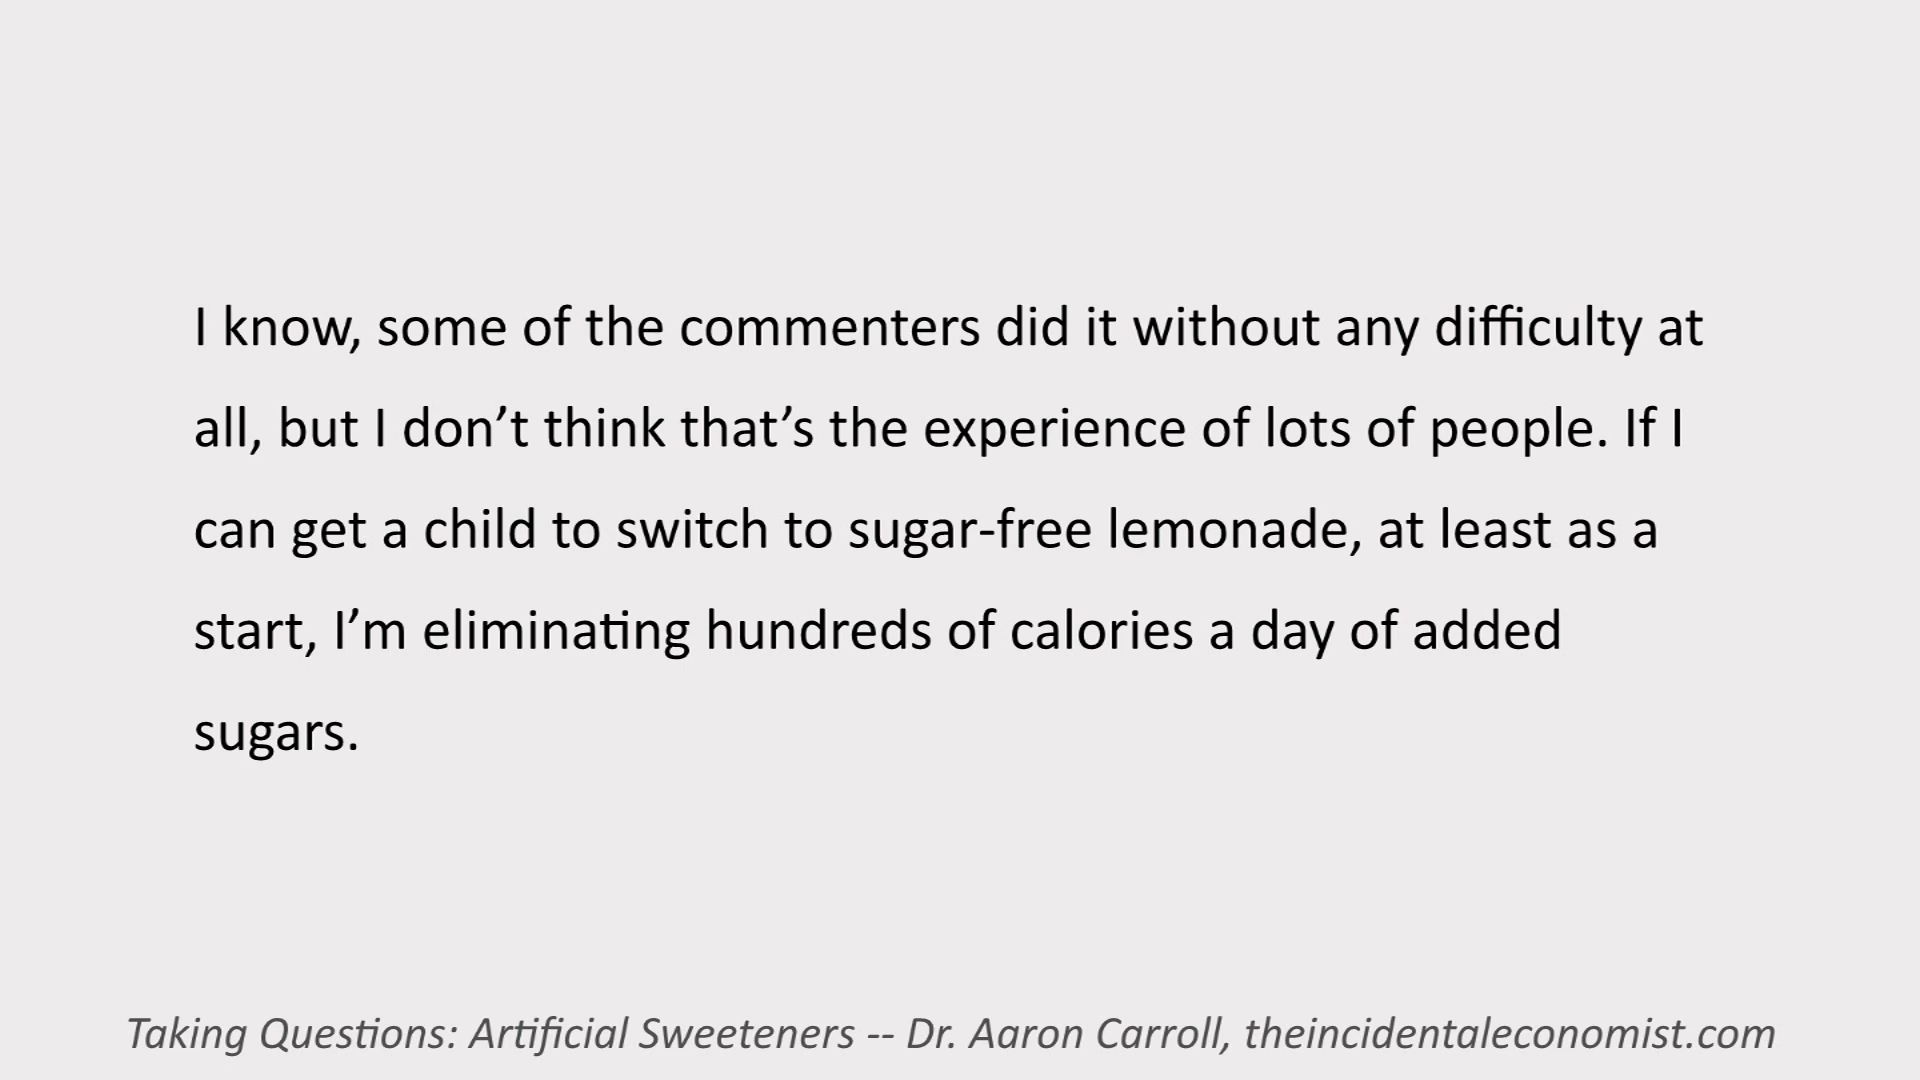 I know, some of the commenters did it without any difficulty at
all, but I don’t think that’s the experience of lots of people. If I
can get a child to switch to sugar-free lemonade, at least as a
start, I’m eliminating hundreds of calories a day of added
sugars.
Taking Questions: Artificial Sweeteners -- Dr. Aaron Carroll, theincidentaleconomist.com